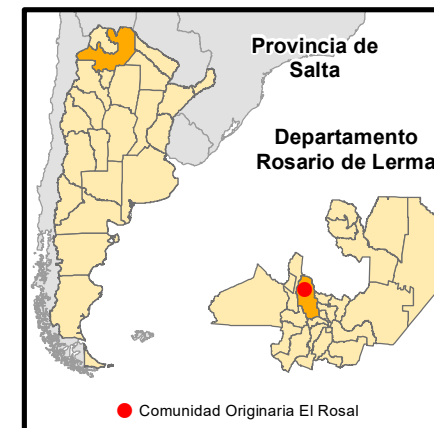 Provincia de
Salta
Departamento
Rosario de Lerma
Comunidad Originaria El Rosal